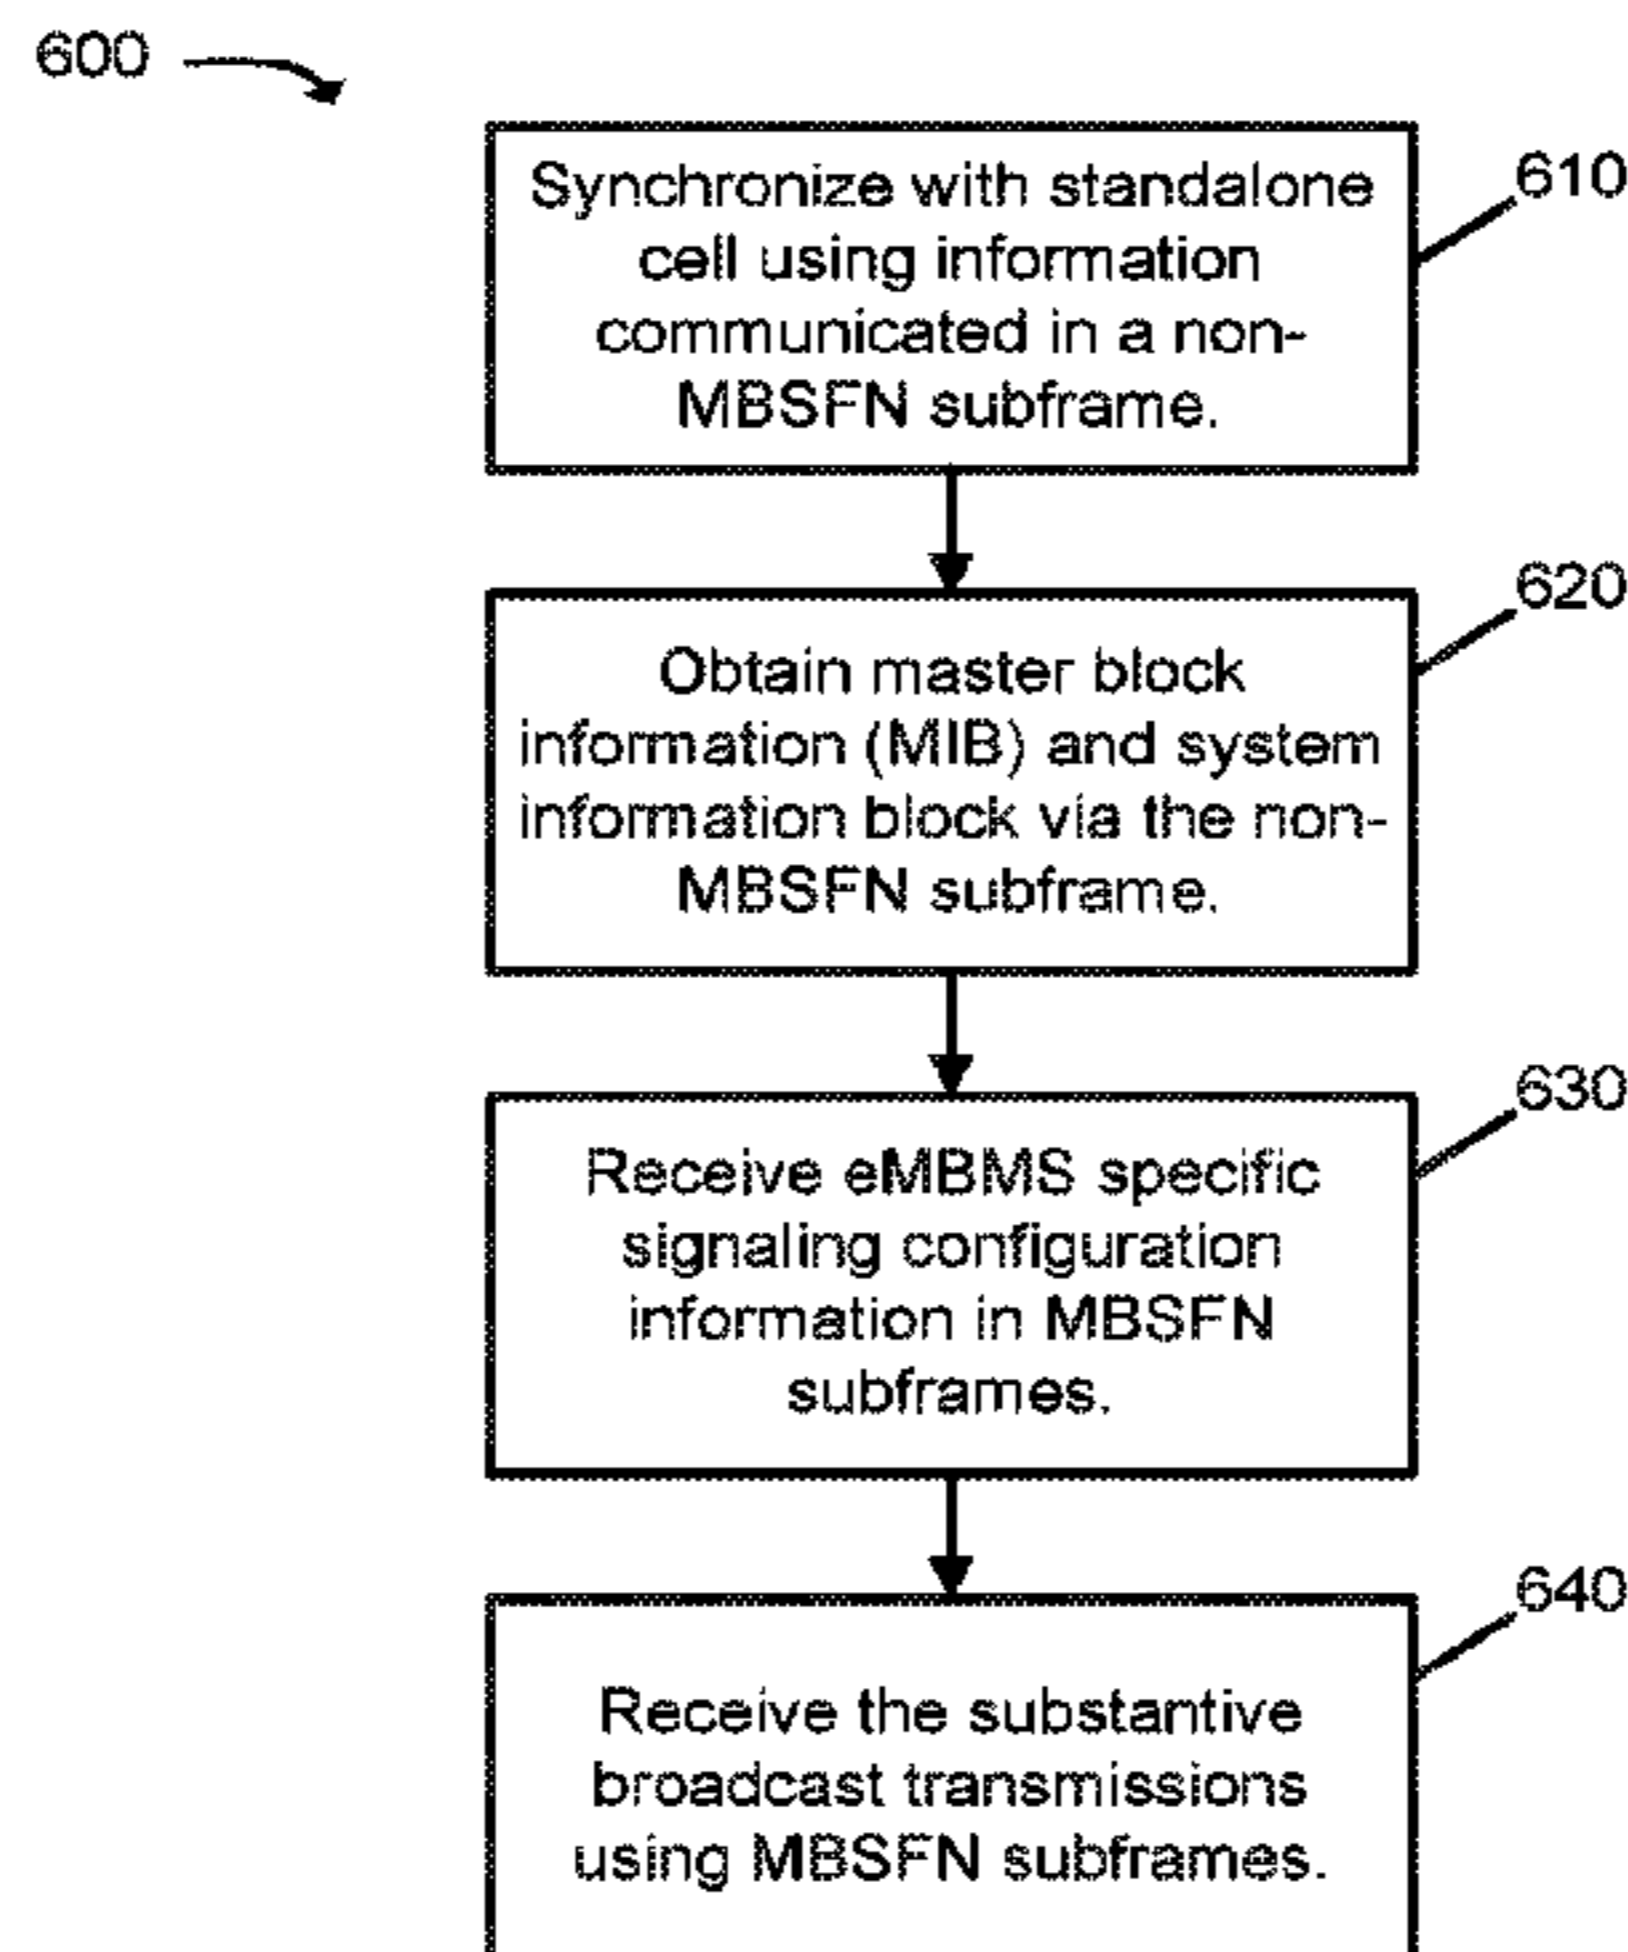 600
Synchronize with standalone
cell using information
communicated in a non-
MBSFN subframe.
610
Obtain master block
information (MIB) and system
information block via the non-
MBSFN subframe.
620
Receive eMBMS specific
signaling configuration
information in MBSFN
subframes.
630
Receive the substantive
broadcast transmissions
using MBSFN subframes.
640